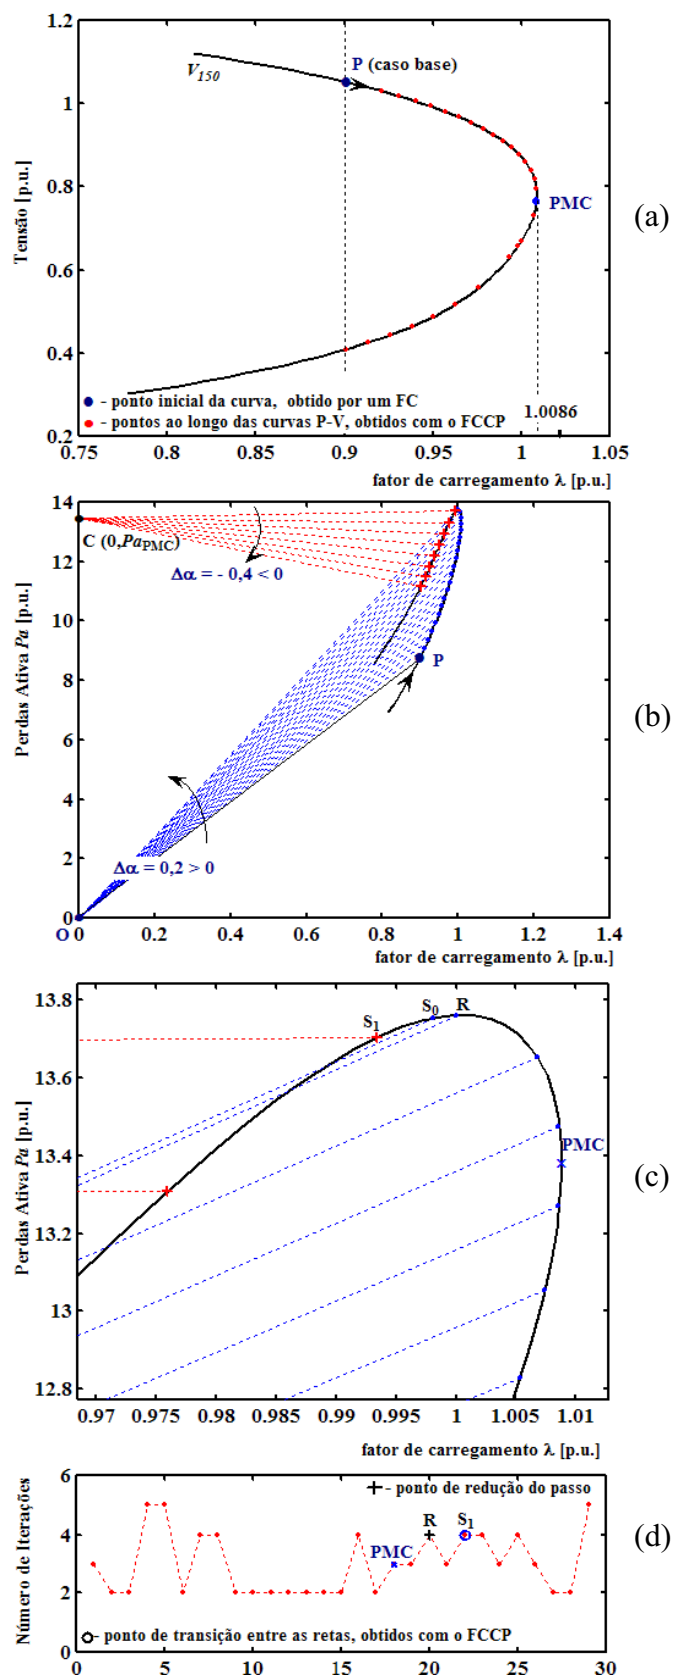 1.2
1
0.8
0.6
0.4
0.2
Tensão [p.u.]
V150
P (caso base)
PMC
(a)
1.0086
● - ponto inicial da curva, obtido por um FC
● - pontos ao longo das curvas P-V, obtidos com o FCCP
0.75 0.8 0.85 0.9 0.95 1 1.05
fator de carregamento λ [p.u.]
14
12
10
8
6
4
2
0
Perdas Ativa Pa [p.u.]
C (0,PaPMC)
Δα = - 0,4 < 0
P
(b)
Δα = 0,2 > 0
O 0 0.2 0.4 0.6 0.8 1 1.2 1.4
fator de carregamento λ [p.u.]
13.8
13.6
13.4
13.2
13
12.8
Perdas Ativa Pa [p.u.]
S1 S0 R
PMC
(c)
0.97 0.975 0.98 0.985 0.99 0.995 1 1.005 1.01
fator de carregamento λ [p.u.]
6
4
2
0
Número de Iterações
+ - ponto de redução do passo
R S1
PMC
(d)
o - ponto de transição entre as retas, obtidos com o FCCP
0 5 10 15 20 25 30